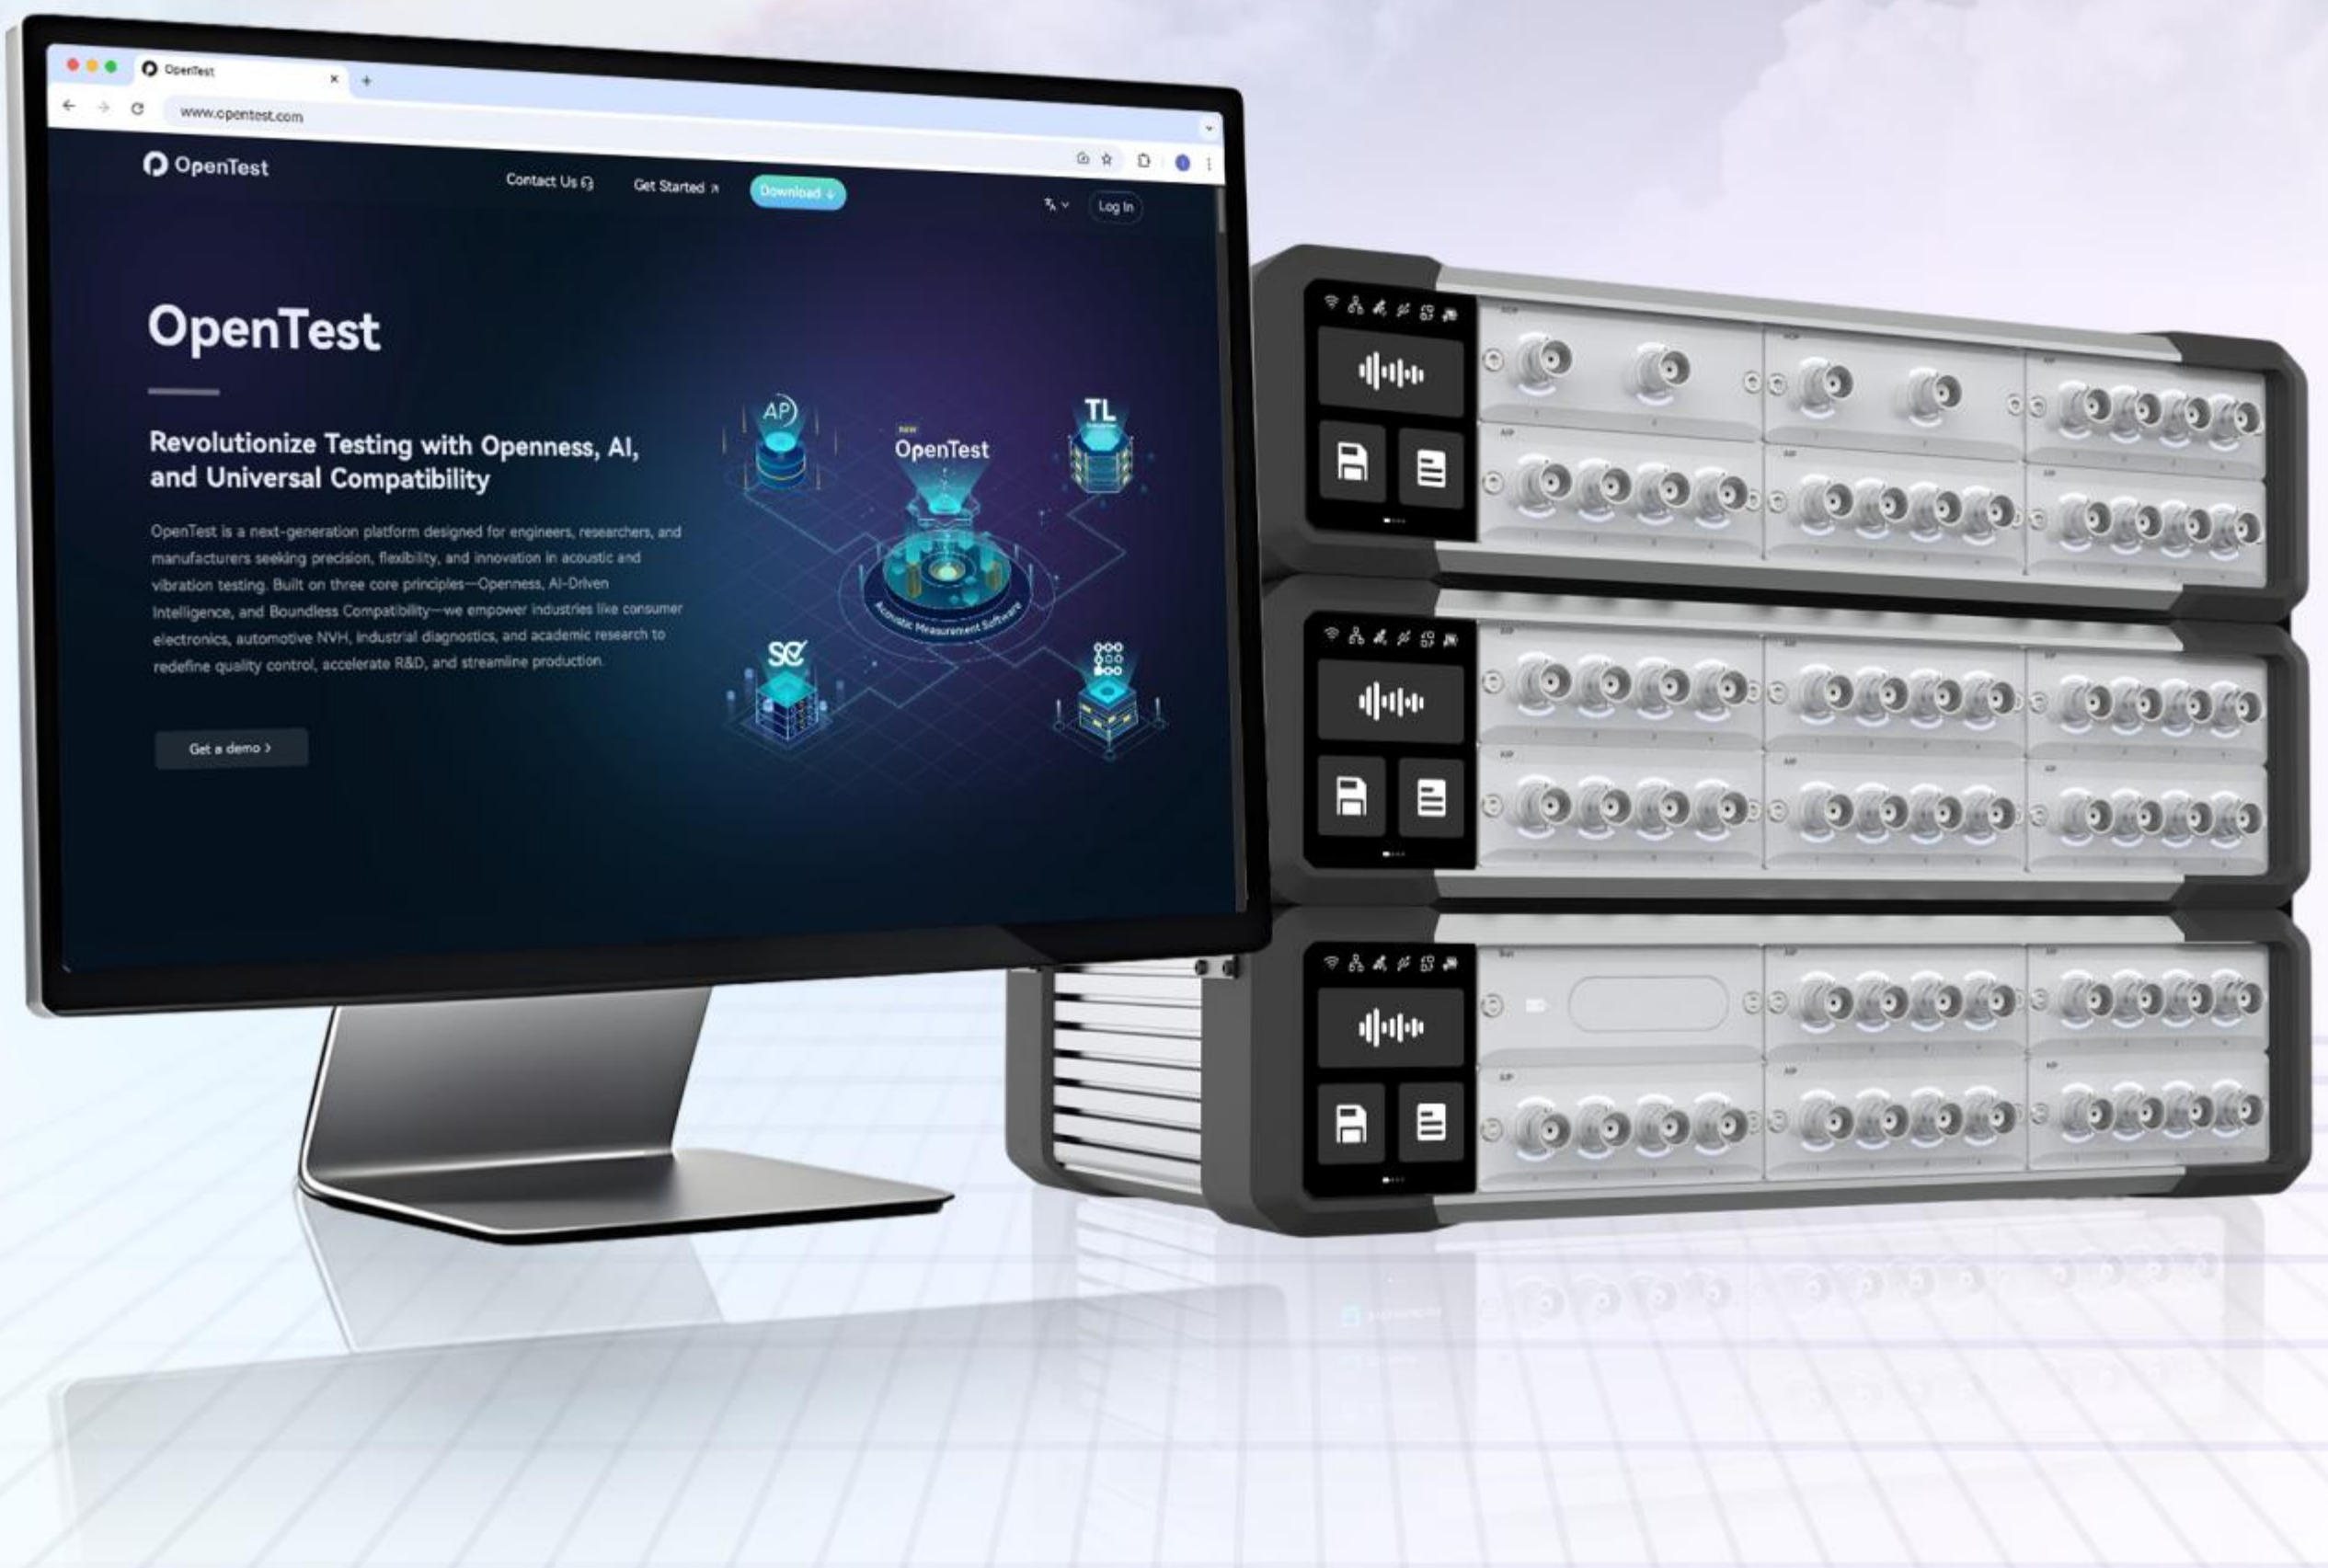 OpenTest
www.opentest.com
OpenTest
Contact Us
Get Started
Download
Log In
OpenTest
Revolutionize Testing with Openness, AI,
and Universal Compatibility
OpenTest is a next-generation platform designed for engineers, researchers, and
manufacturers seeking precision, flexibility, and innovation in acoustic and
vibration testing. Built on three core principles—Openness, AI-Driven
Intelligence, and Boundless Compatibility—we empower industries like consumer
electronics, automotive NVH, industrial diagnostics, and academic research to
redefine quality control, accelerate R&D, and streamline production.
Get a demo >
AP
TL
NEW
OpenTest
Acoustic Measurement Software
SC